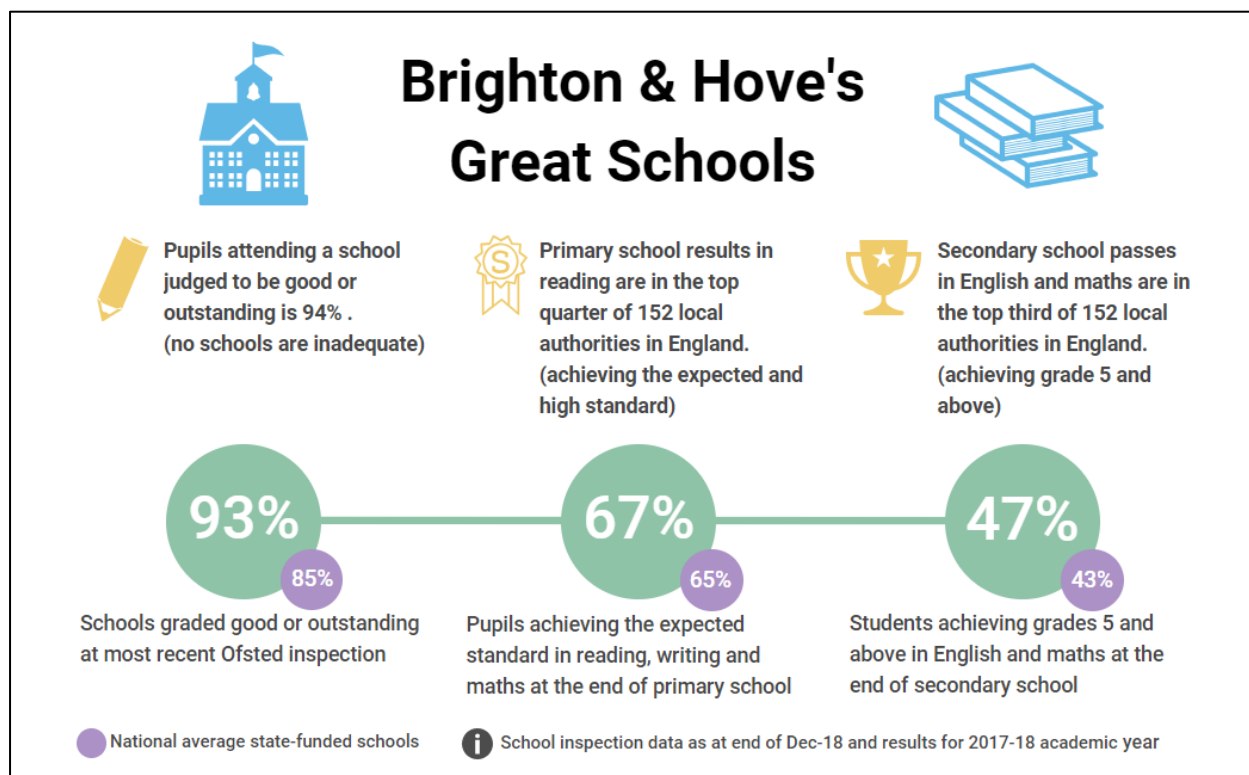 Brighton & Hove's
Great Schools
Pupils attending a school
judged to be good or
outstanding is 94% .
(no schools are inadequate)
S
Primary school results in
reading are in the top
quarter of 152 local
authorities in England.
(achieving the expected and
high standard)
Secondary school passes
in English and maths are in
the top third of 152 local
authorities in England.
(achieving grade 5 and
above)
93%
85%
Schools graded good or outstanding
at most recent Ofsted inspection
67%
65%
Pupils achieving the expected
standard in reading, writing and
maths at the end of primary school
47%
43%
Students achieving grades 5 and
above in English and maths at the
end of secondary school
National average state-funded schools
i School inspection data as at end of Dec-18 and results for 2017-18 academic year